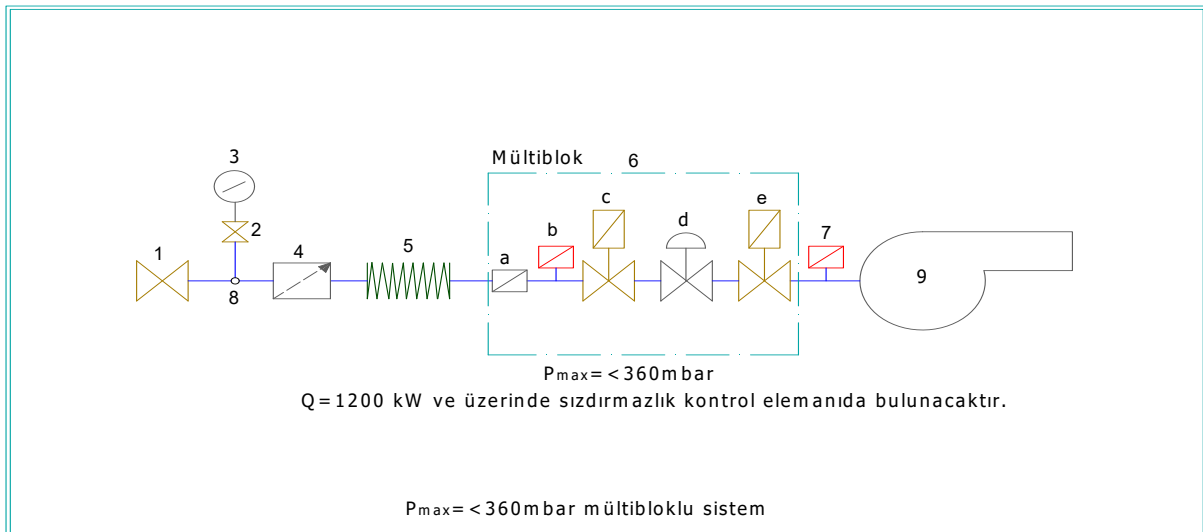 Mültiblok
6
3
c
e
b
d
7
2
1
4
5
a
8
9
Pmax=<360mbar
Q=1200 kW ve üzerinde sızdırmazlık kontrol elemanıda bulunacaktır.
Pmax=<360mbar mültibloklu sistem